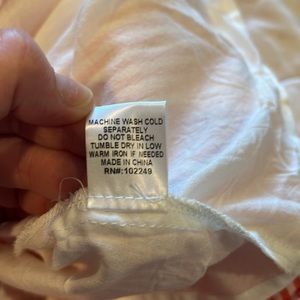 MACHINE WASH COLD
SEPARATELY
DO NOT BLEACH
TUMBLE DRY IN LOW
WARM IRON IF NEEDED
MADE IN CHINA
RN#:102249